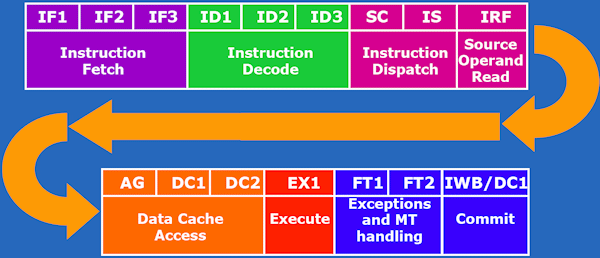 IF1 IF2 IF3 ID1 ID2 ID3 SC IS IRF
Instruction Fetch
Instruction Decode
Instruction Dispatch
Source Operand Read
AG DC1 DC2 EX1 FT1 FT2 IWB/DC1
Data Cache Access
Execute
Exceptions and MT handling
Commit